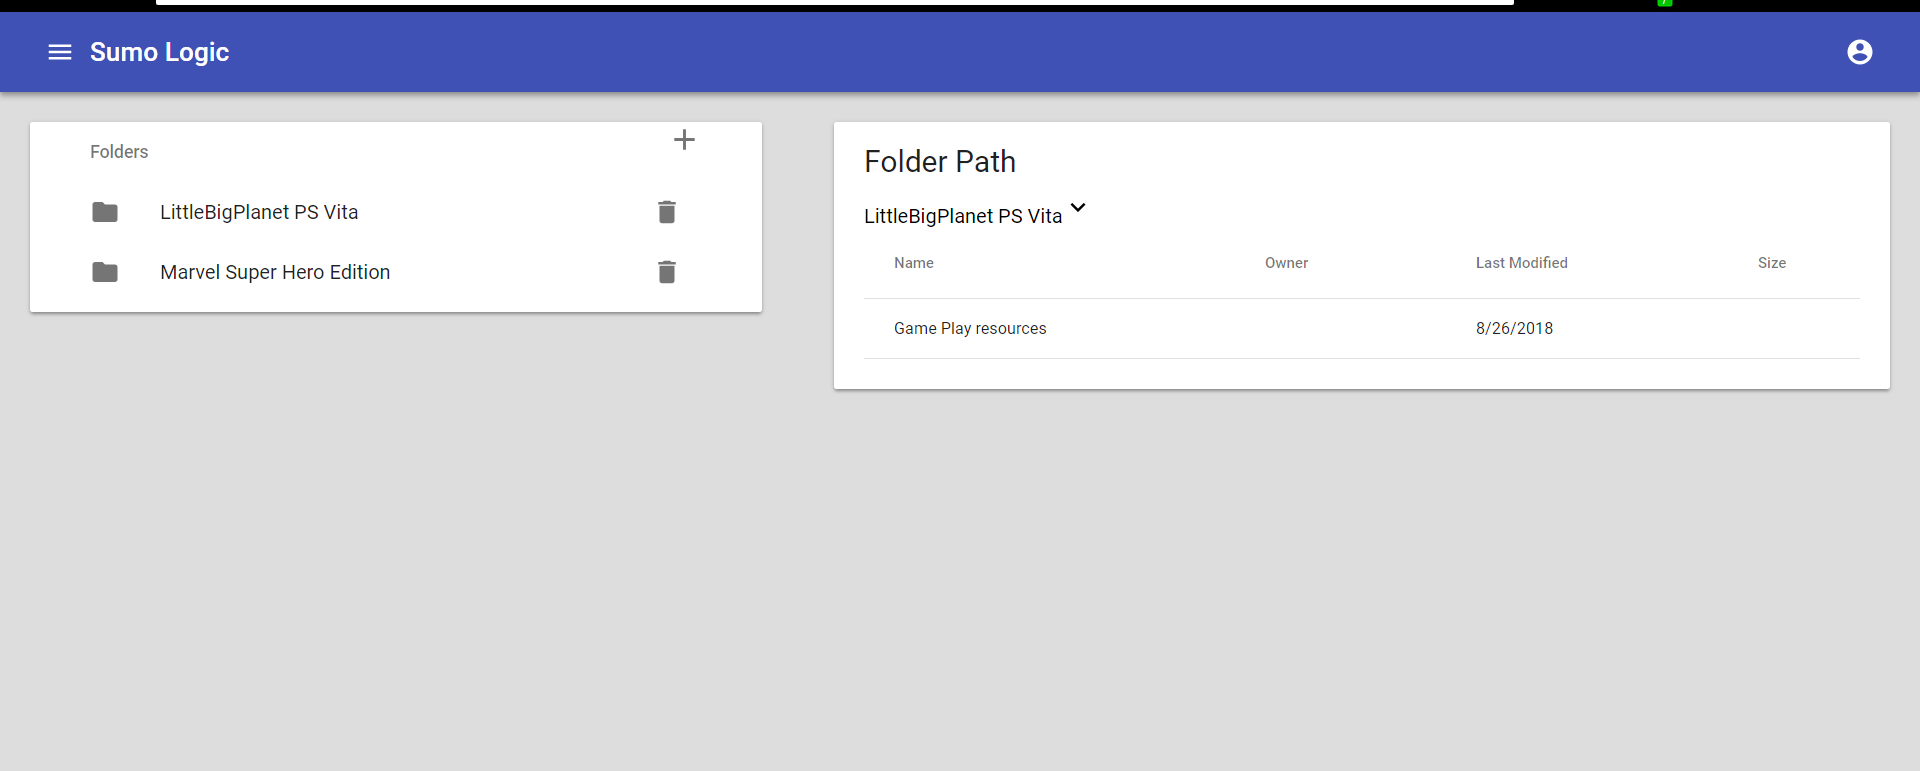 Sumo Logic
Folders
LittleBigPlanet PS Vita
Marvel Super Hero Edition
Folder Path
LittleBigPlanet PS Vita
Name Owner Last Modified Size
Game Play resources 8/26/2018